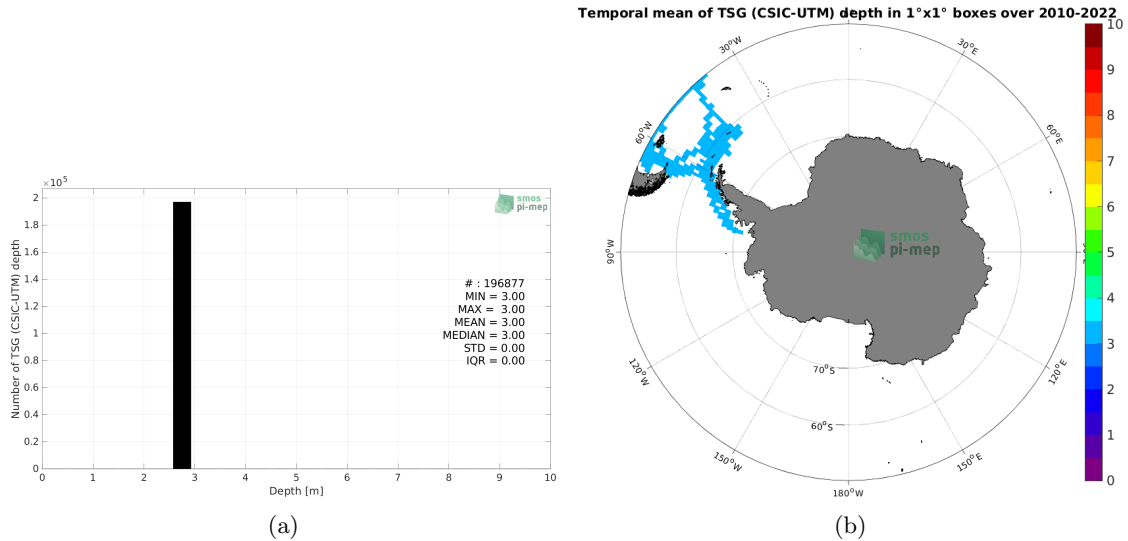 Temporal mean of TSG (CSIC-UTM) depth in 1°x1° boxes over 2010-2022
×10⁵
2
1.8
1.6
1.4
1.2
1
0.8
0.6
0.4
0.2
0
Number of TSG (CSIC-UTM) depth
smos
pi-mep
# : 196877
MIN = 3.00
MAX = 3.00
MEAN = 3.00
MEDIAN = 3.00
STD = 0.00
IQR = 0.00
0 1 2 3 4 5 6 7 8 9 10
Depth [m]
(a)
0°
30°W
30°E
60°W
60°E
90°W
smos
pi-mep
120°W
120°E
70°S
60°S
150°W
150°E
180°W
10
9
8
7
6
5
4
3
2
1
0
(b)